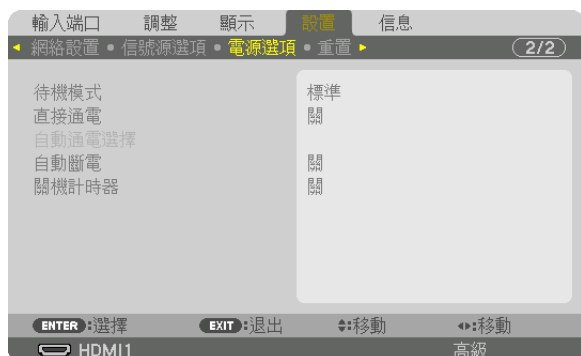 輸入端口 調整 顯示 設置 信息
網絡設置 • 信號源選項 • 電源選項 • 重置 2/2
待機模式 標準
直接通電 關
自動通電選擇
自動斷電 關
關機計時器 關
ENTER:選擇 EXIT:退出 :移動 :移動
HDMI1 高級